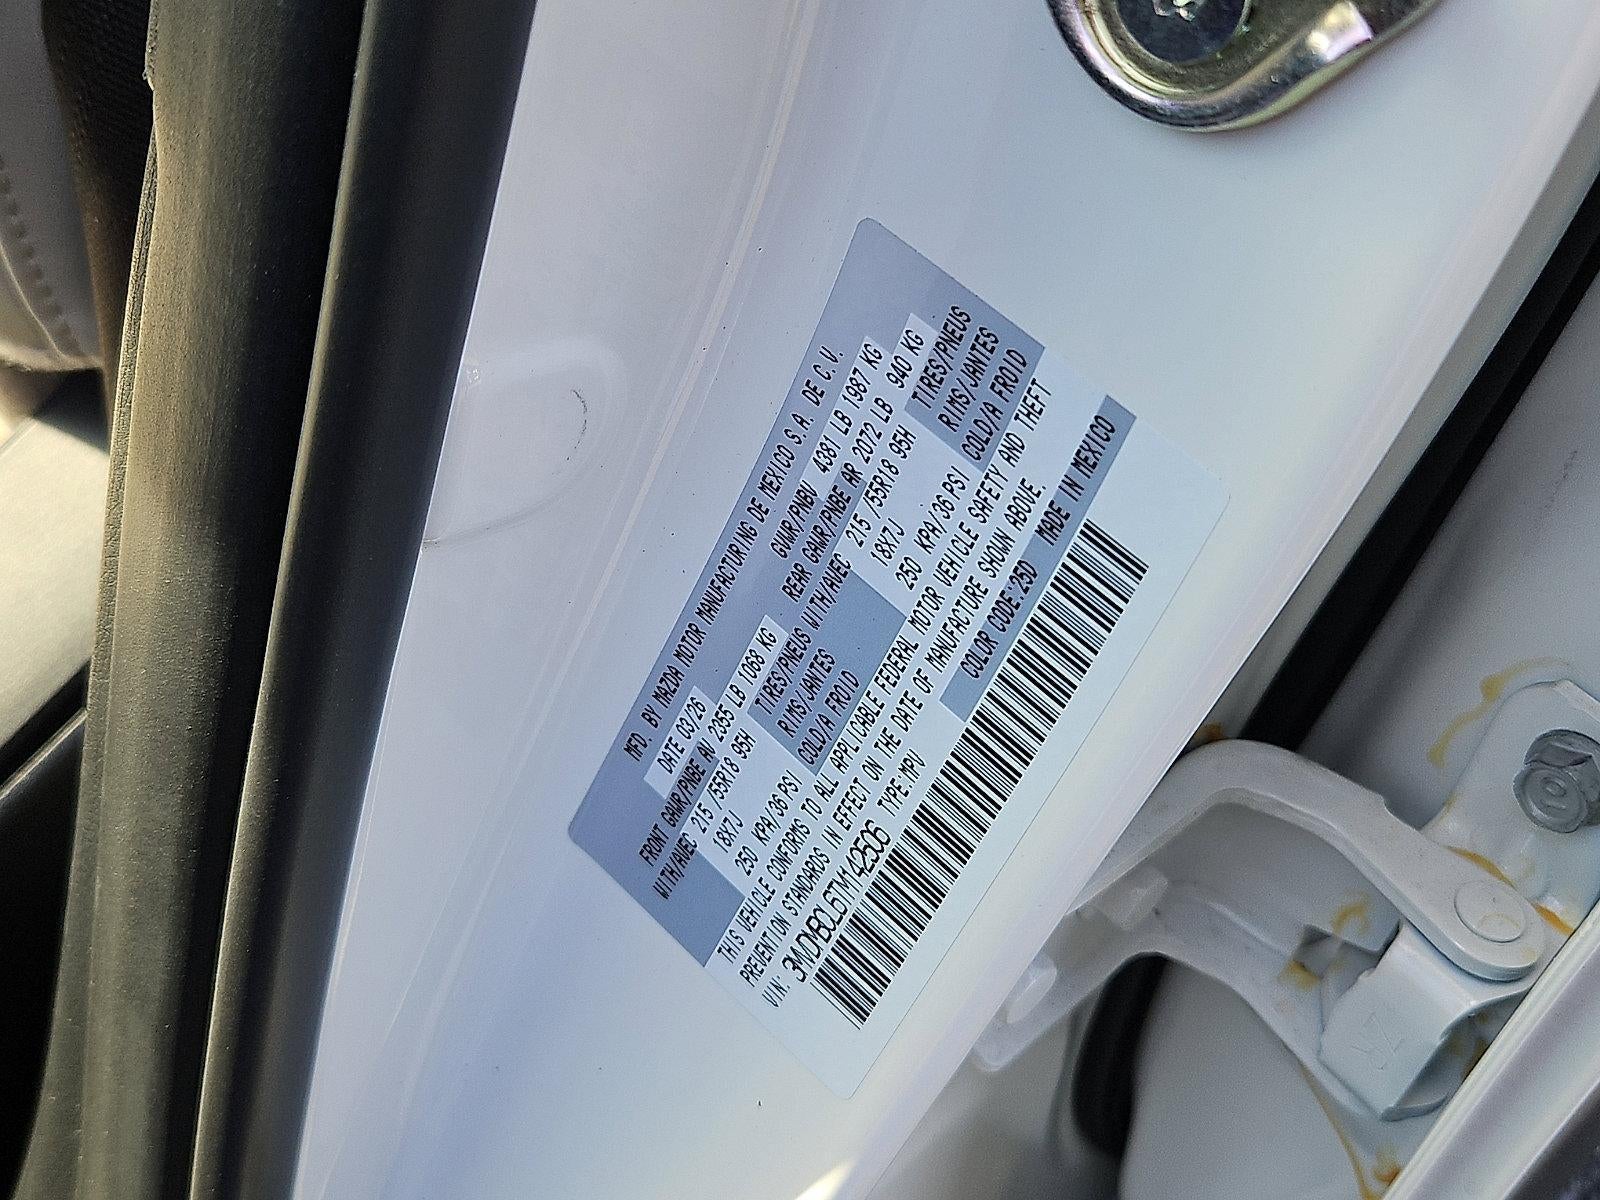 MFD. BY MAZDA MOTOR MANUFACTURING DE MEXICO S.A. DE C.V.
DATE 03/26 GVWR/PNBV 4381 LB 1987 KG
FRONT GAWR/PNBE AV 2355 LB 1068 KG REAR GAWR/PNBE AR 2072 LB 940 KG
WITH/AVEC 215 /55R18 95H TIRES/PNEUS WITH/AVEC 215 /55R18 95H TIRES/PNEUS
18X7J RIMS/JANTES 18X7J RIMS/JANTES
250 KPA/36 PSI COLD/A FROID 250 KPA/36 PSI COLD/A FROID
THIS VEHICLE CONFORMS TO ALL APPLICABLE FEDERAL MOTOR VEHICLE SAFETY AND THEFT
PREVENTION STANDARDS IN EFFECT ON THE DATE OF MANUFACTURE SHOWN ABOVE.
VIN: 3MVDMBCL6TM142506 TYPE:MPV COLOR CODE:25D MADE IN MEXICO
10